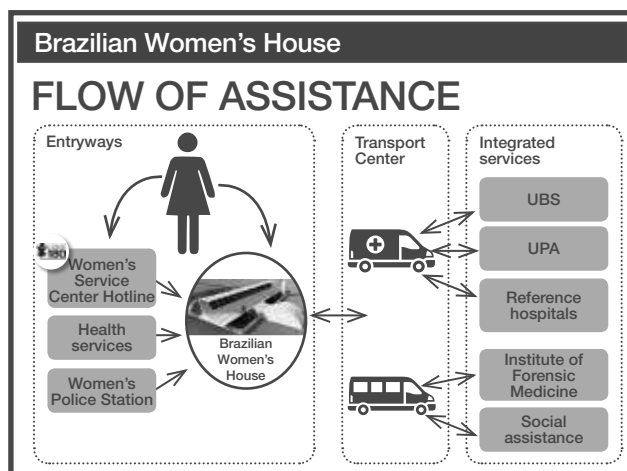 Brazilian Women's House
FLOW OF ASSISTANCE
Entryways
Women's
Service
Center Hotline
Health
services
Women's
Police Station
Brazilian
Women's
House
Transport
Center
Integrated
services
UBS
UPA
Reference
hospitals
Institute of
Forensic
Medicine
Social
assistance